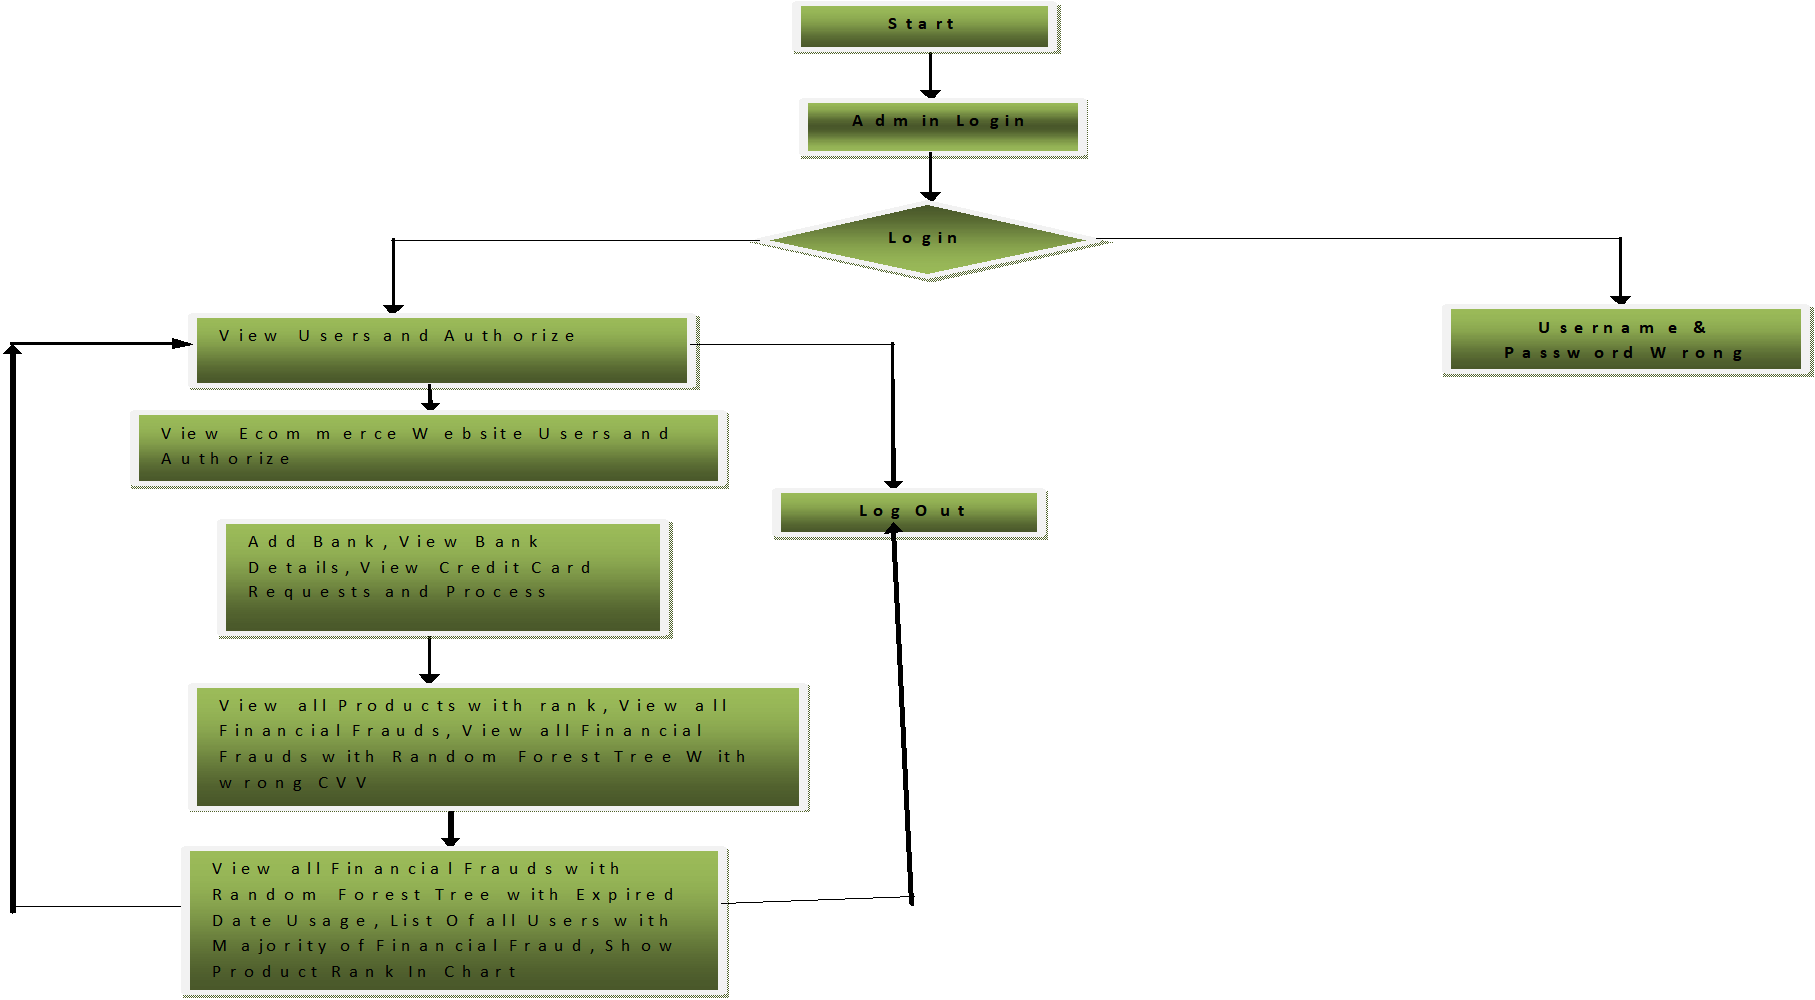 Start
Admin Login
Login
View Users and Authorize
Username &
Password Wrong
View Ecommerce Website Users and
Authorize
Log Out
Add Bank, View Bank
Details, View Credit Card
Requests and Process
View all Products with rank, View all
Financial Frauds, View all Financial
Frauds with Random Forest Tree With
wrong CVV
View all Financial Frauds with
Random Forest Tree with Expired
Date Usage, List Of all Users with
Majority of Financial Fraud, Show
Product Rank In Chart